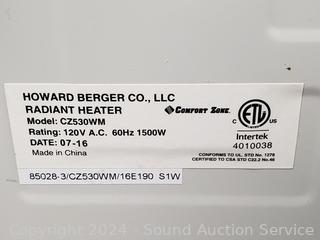 HOWARD BERGER CO., LLC
RADIANT HEATER
Model: CZ530WM
COMFORT ZONE.
Rating: 120V A.C. 60Hz 1500W
DATE: 07-16
Made in China
ETL
C US
Intertek
4010038
CONFORMS TO UL STD No. 1278
CERTIFIED TO CSA STD C22.2 No.46
85028-3/CZ530WM/16E190 S1W
Copyright 2024 - Sound Auction Service